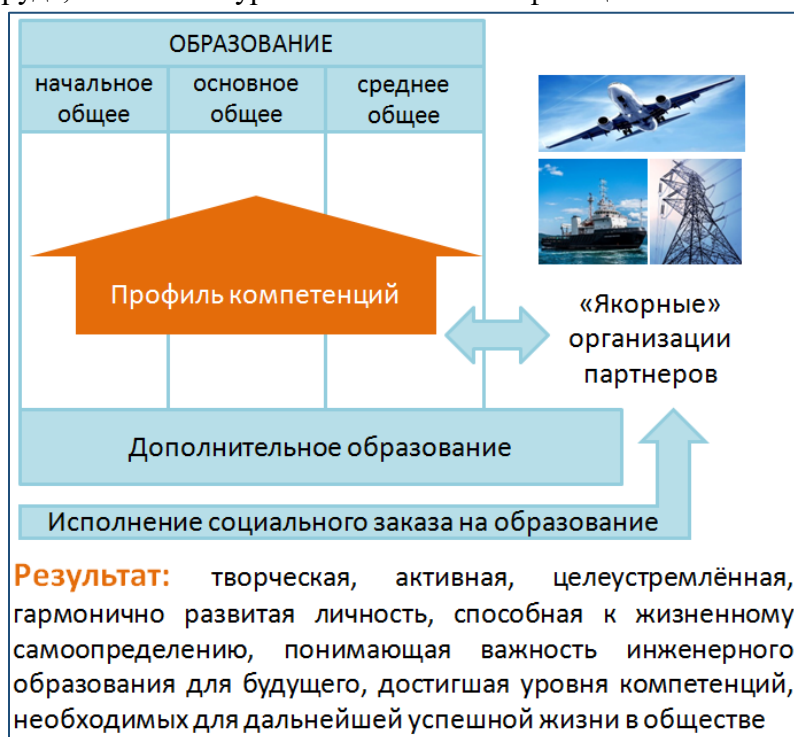 ОБРАЗОВАНИЕ
начальное общее
основное общее
среднее общее
Профиль компетенций
«Якорные»
организации
партнеров
Дополнительное образование
Исполнение социального заказа на образование
Результат: творческая, активная, целеустремлённая,
гармонично развитая личность, способная к жизненному
самоопределению, понимающая важность инженерного
образования для будущего, достигшая уровня компетенций,
необходимых для дальнейшей успешной жизни в обществе